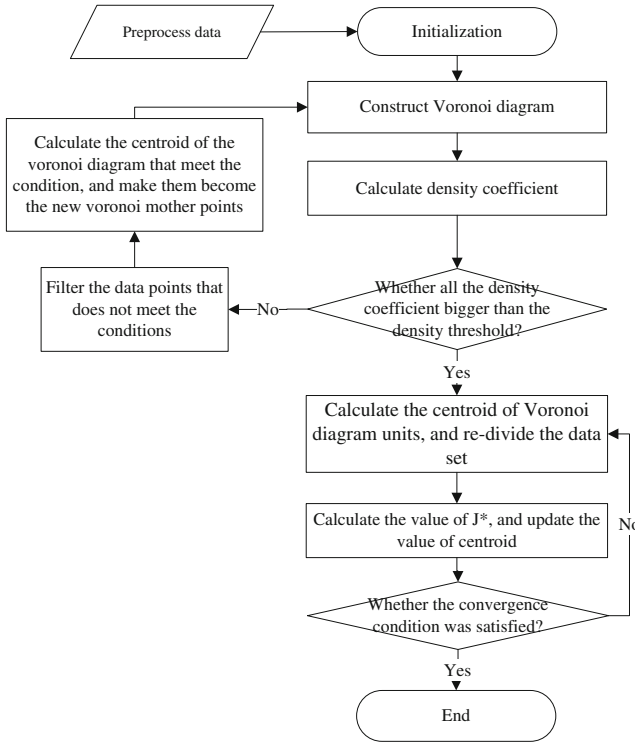 Preprocess data
Initialization
Construct Voronoi diagram
Calculate the centroid of the
voronoi diagram that meet the
condition, and make them become
the new voronoi mother points
Calculate density coefficient
Filter the data points that
does not meet the
conditions
No
Whether all the density
coefficient bigger than the
density threshold?
Yes
Calculate the centroid of Voronoi
diagram units, and re-divide the data
set
Calculate the value of J*, and update the
value of centroid
No
Whether the convergence
condition was satisfied?
Yes
End